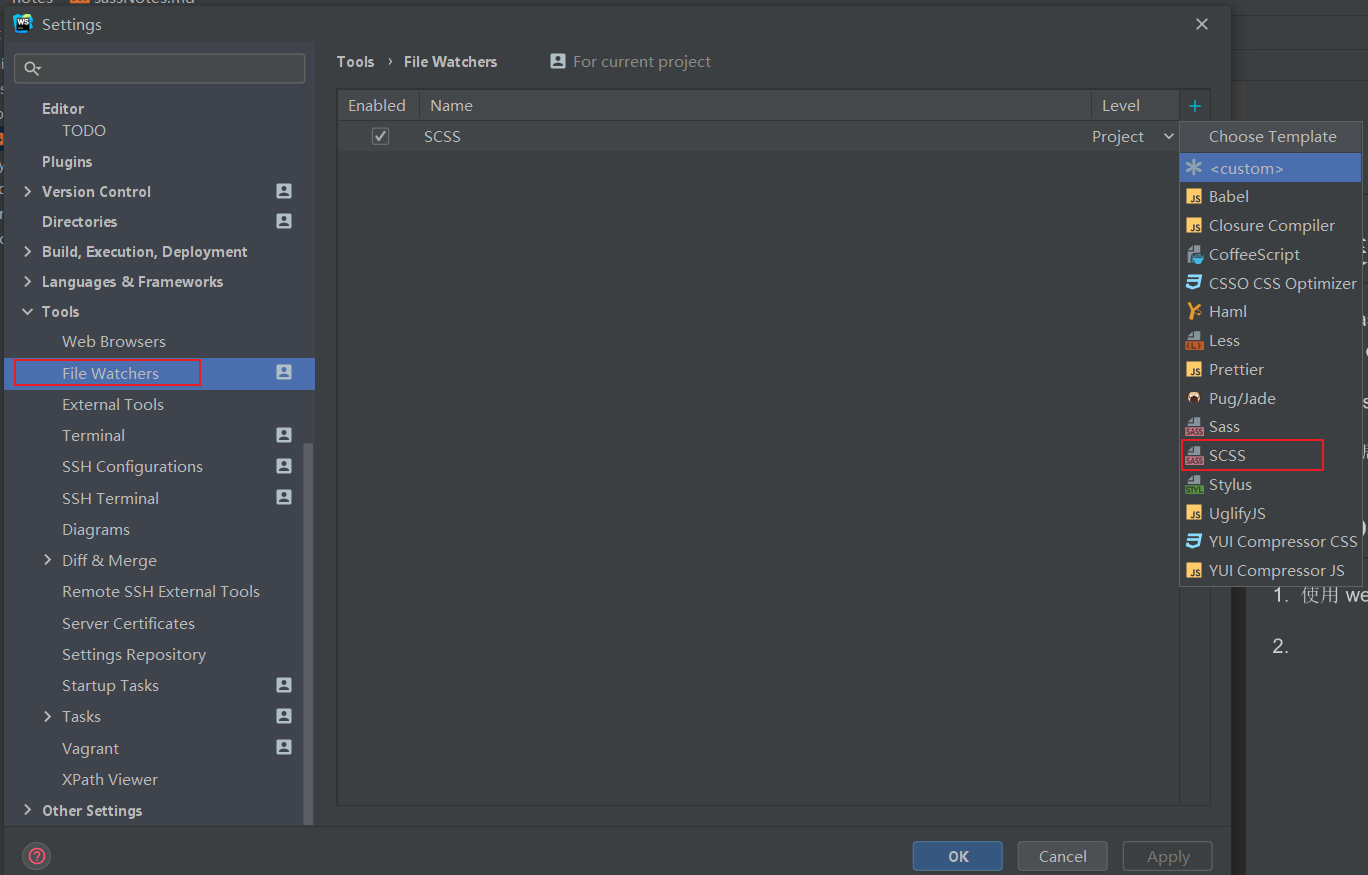 sassNotes.md
Settings
Tools › File Watchers For current project
Editor
TODO
Plugins
Version Control
Directories
Build, Execution, Deployment
Languages & Frameworks
Tools
Web Browsers
File Watchers
External Tools
Terminal
SSH Configurations
SSH Terminal
Diagrams
Diff & Merge
Remote SSH External Tools
Server Certificates
Settings Repository
Startup Tasks
Tasks
Vagrant
XPath Viewer
Other Settings
Enabled Name Level
SCSS Project
Choose Template
<custom>
Babel
Closure Compiler
CoffeeScript
CSSO CSS Optimizer
Haml
Less
Prettier
Pug/Jade
Sass
SCSS
Stylus
UglifyJS
YUI Compressor CSS
YUI Compressor JS
1. 使用 we
2.
OK Cancel Apply